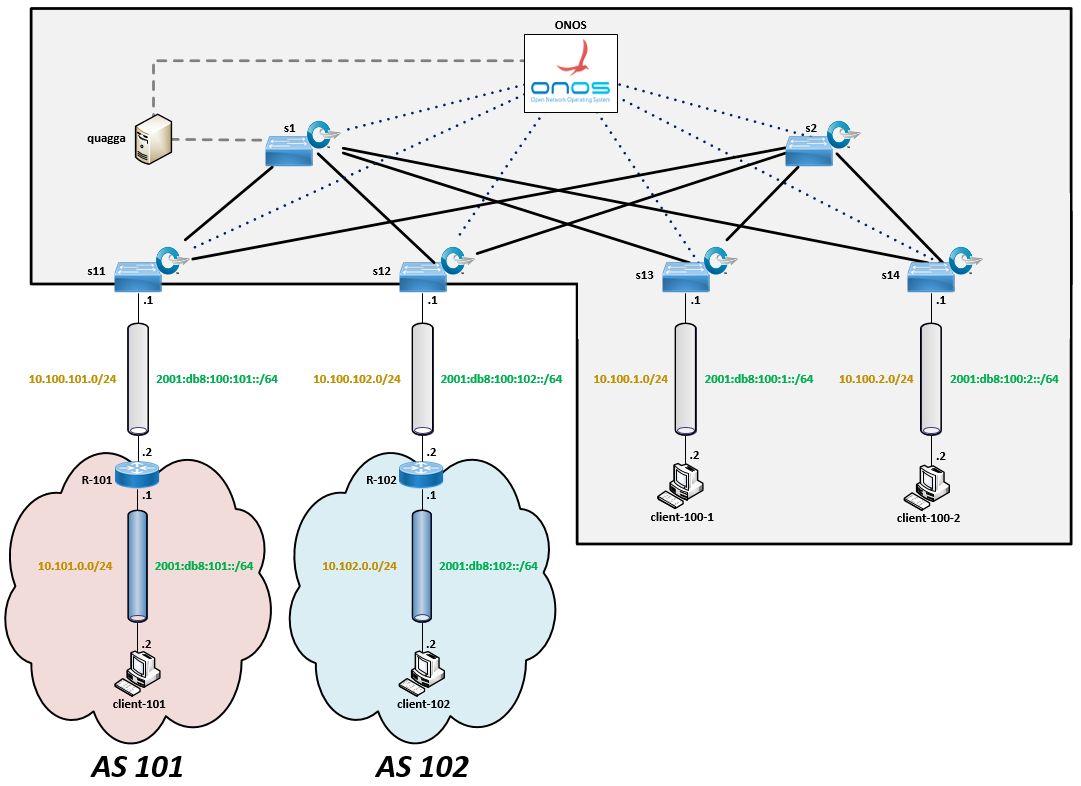 ONOS
onos
Open Network Operating System
quagga
s1
s2
s11
s12
s13
s14
.1
.1
.1
.1
10.100.101.0/24
2001:db8:100:101::/64
10.100.102.0/24
2001:db8:100:102::/64
10.100.1.0/24
2001:db8:100:1::/64
10.100.2.0/24
2001:db8:100:2::/64
.2
.2
.2
.2
R-101
R-102
.1
.1
client-100-1
client-100-2
10.101.0.0/24
2001:db8:101::/64
10.102.0.0/24
2001:db8:102::/64
.2
.2
client-101
client-102
AS 101
AS 102